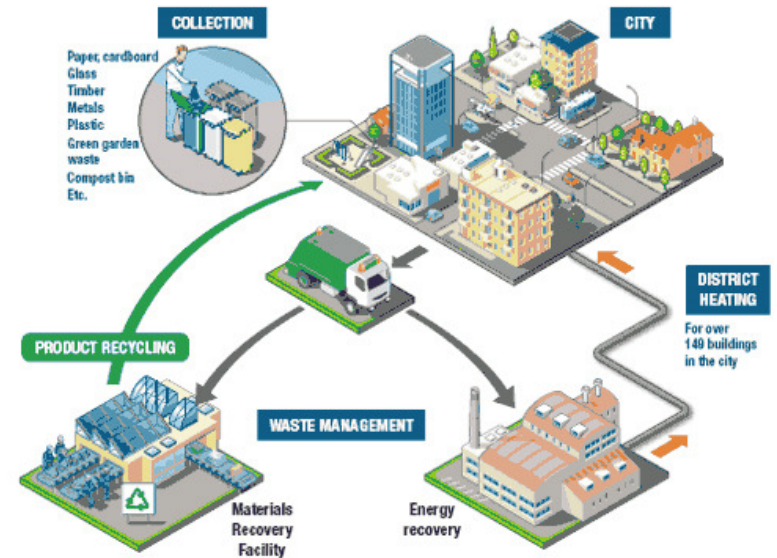 COLLECTION
CITY
Paper, cardboard
Glass
Timber
Metals
Plastic
Green garden
waste
Compost bin
Etc.
DISTRICT
HEATING
For over
149 buildings
in the city
PRODUCT RECYCLING
WASTE MANAGEMENT
Materials
Recovery
Facility
Energy
recovery